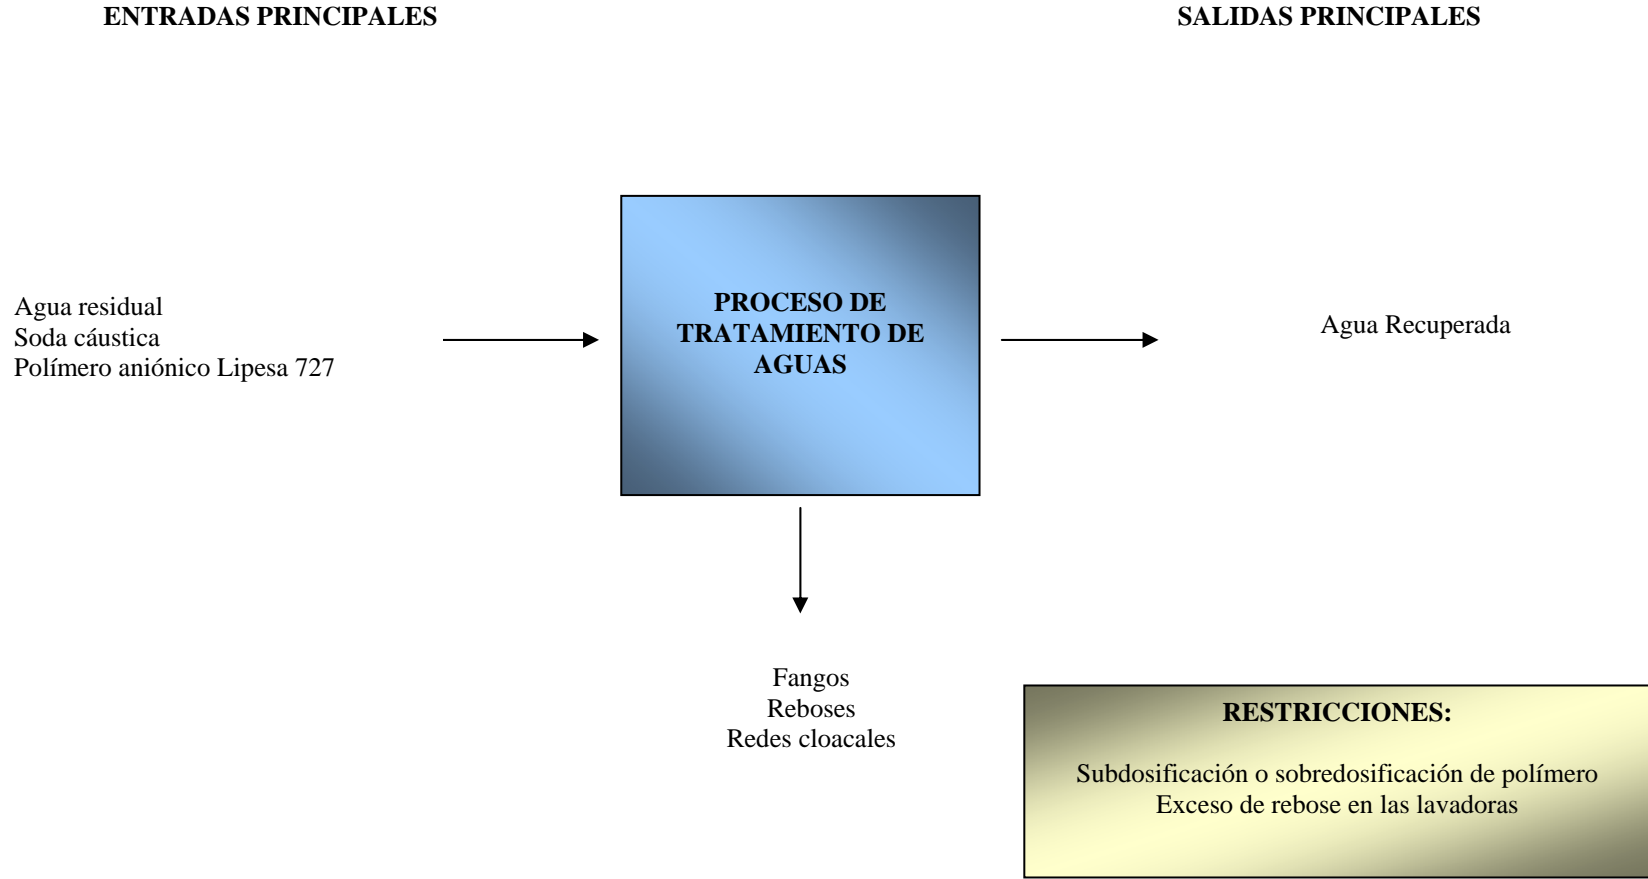 ENTRADAS PRINCIPALES
SALIDAS PRINCIPALES
Agua residual
Soda cáustica
Polímero aniónico Lipesa 727
PROCESO DE
TRATAMIENTO DE
AGUAS
Agua Recuperada
Fangos
Reboses
Redes cloacales
RESTRICCIONES:
Subdosificación o sobredosificación de polímero
Exceso de rebose en las lavadoras